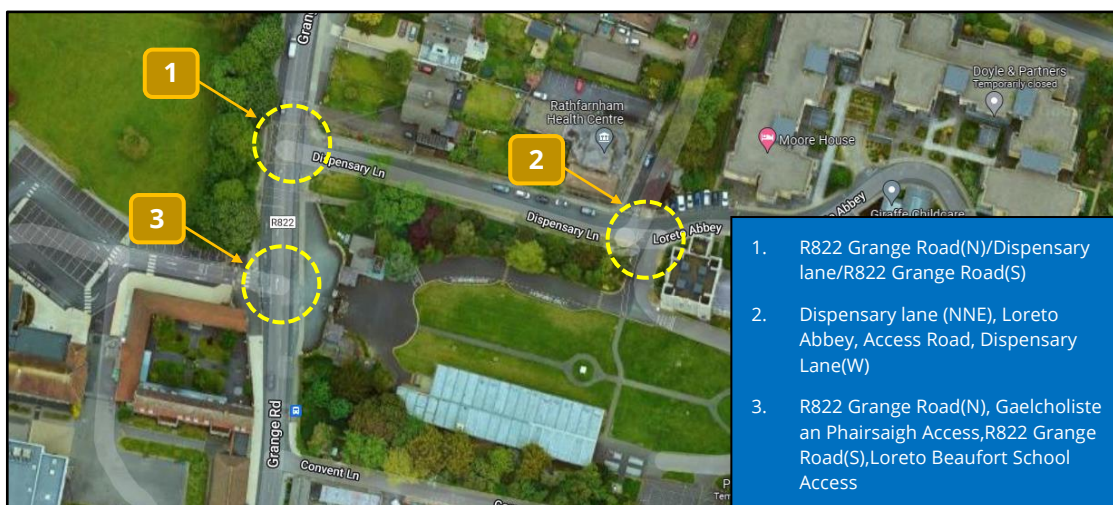 Grang
1
Doyle & Partners
Temporarily closed
Rathfarnham
Health Centre
Moore House
2
Dispensary Ln
3
R822
Dispensary Ln
Loreto Abbey
Abbey
Giraffe Childcare
Grange Rd
Convent Ln
1. R822 Grange Road(N)/Dispensary
lane/R822 Grange Road(S)
2. Dispensary lane (NNE), Loreto
Abbey, Access Road, Dispensary
Lane(W)
3. R822 Grange Road(N), Gaelcholiste
an Phairsaigh Access,R822 Grange
Road(S),Loreto Beaufort School
Access